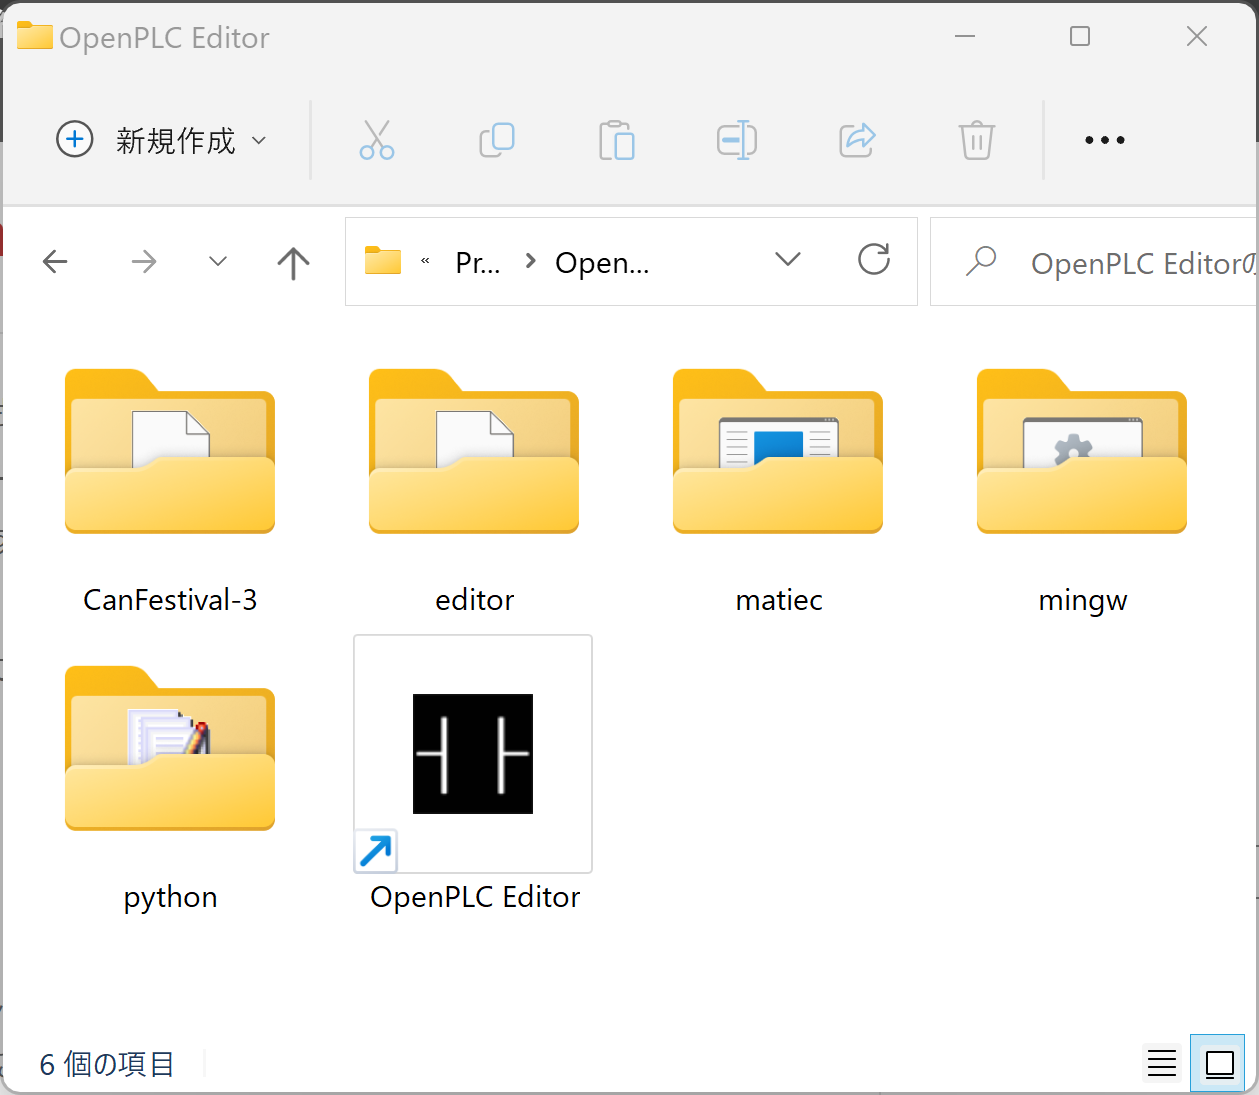 OpenPLC Editor
新規作成
« Pr... › Open...
OpenPLC Editorの
CanFestival-3
editor
matiec
mingw
python
OpenPLC Editor
6 個の項目